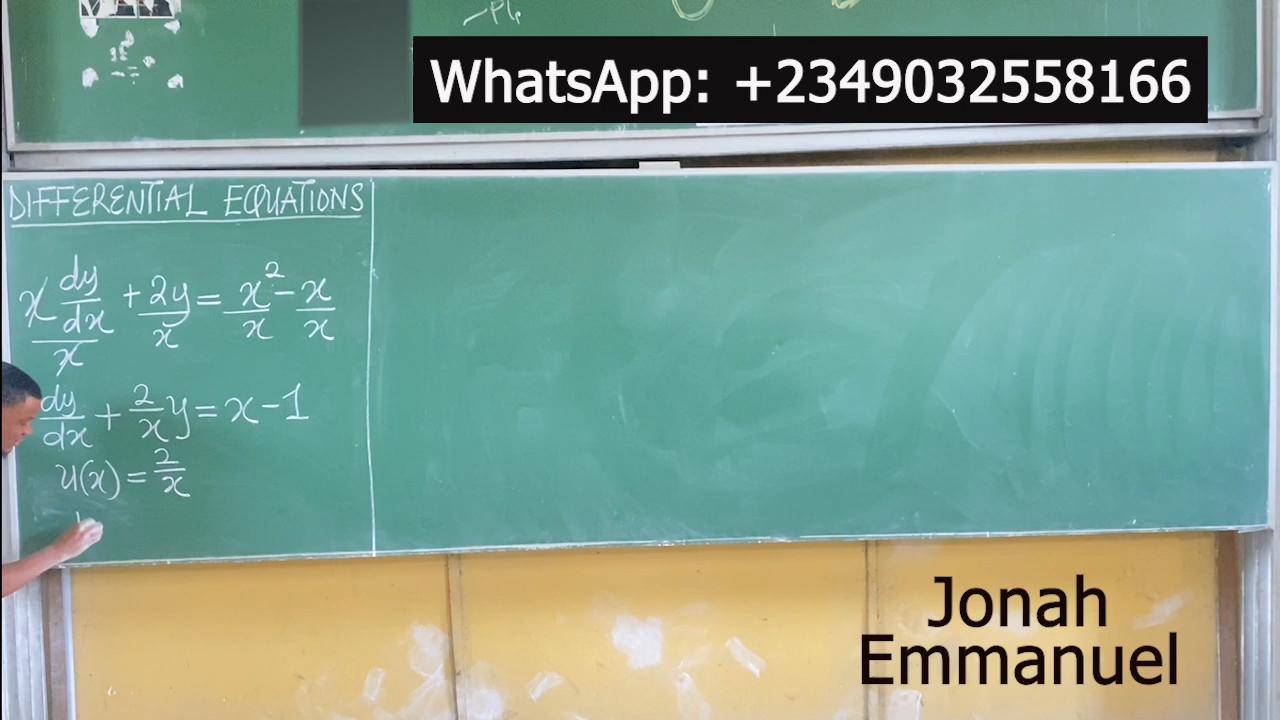 WhatsApp: +2349032558166
DIFFERENTIAL EQUATIONS
x dy/dx / x + 2y/x = x²/x - x/x
dy/dx + 2/x y = x - 1
u(x) = 2/x
Jonah
Emmanuel